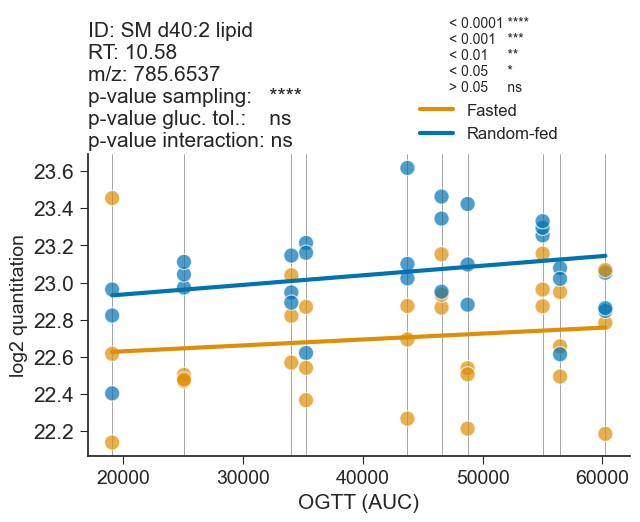 ID: SM d40:2 lipid
RT: 10.58
m/z: 785.6537
p-value sampling: ****
p-value gluc. tol.: ns
p-value interaction: ns
< 0.0001 ****
< 0.001 ***
< 0.01 **
< 0.05 *
> 0.05 ns
Fasted
Random-fed
23.6
23.4
23.2
23.0
22.8
22.6
22.4
22.2
log2 quantitation
20000 30000 40000 50000 60000
OGTT (AUC)